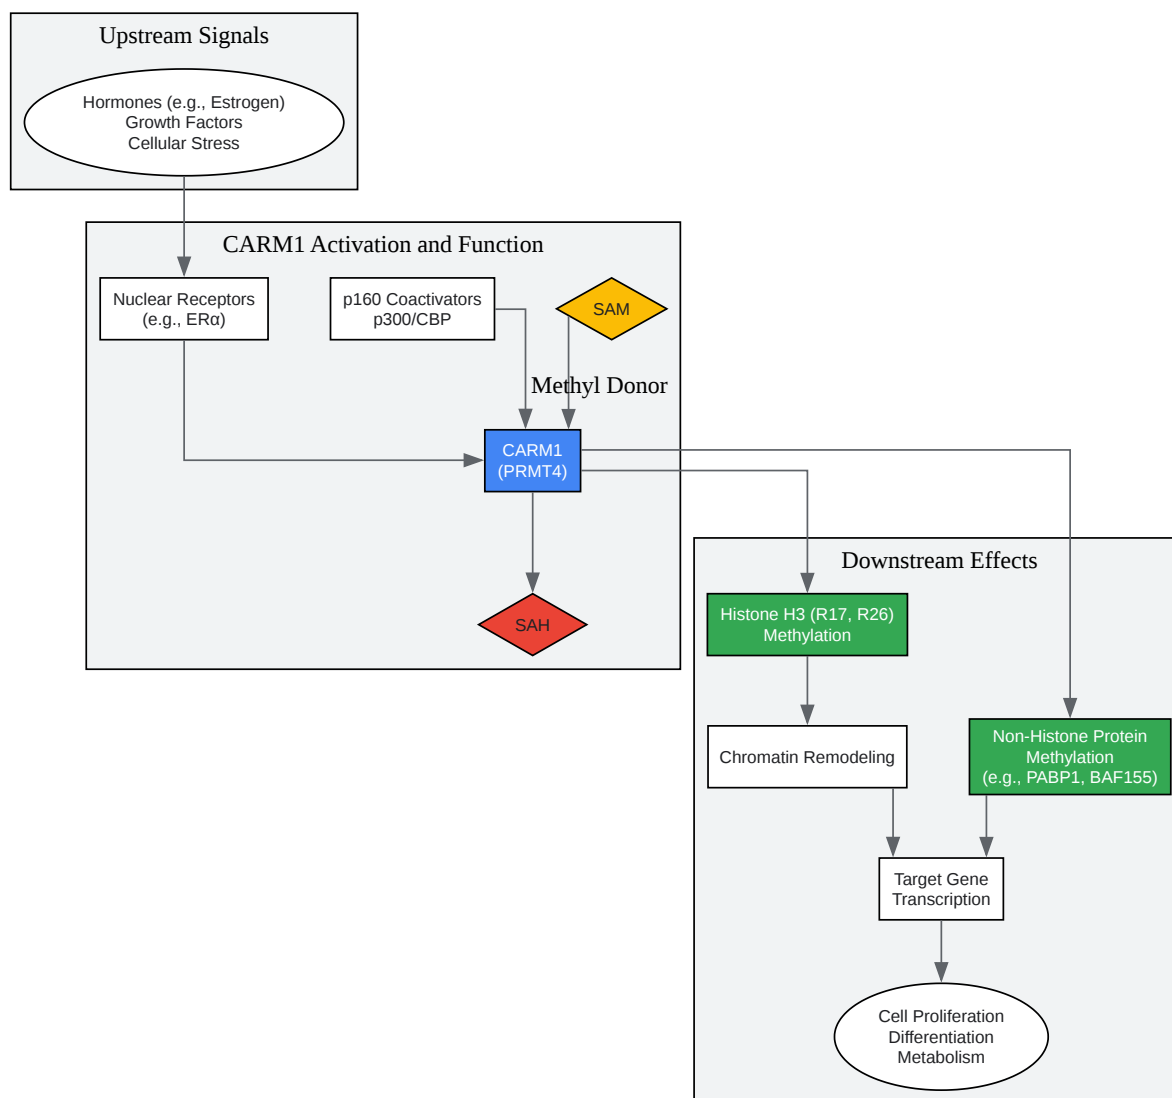 Upstream Signals
Hormones (e.g., Estrogen)
Growth Factors
Cellular Stress
CARM1 Activation and Function
Nuclear Receptors
(e.g., ERα)
p160 Coactivators
p300/CBP
SAM
Methyl Donor
CARM1
(PRMT4)
SAH
Downstream Effects
Histone H3 (R17, R26)
Methylation
Chromatin Remodeling
Non-Histone Protein
Methylation
(e.g., PABP1, BAF155)
Target Gene
Transcription
Cell Proliferation
Differentiation
Metabolism